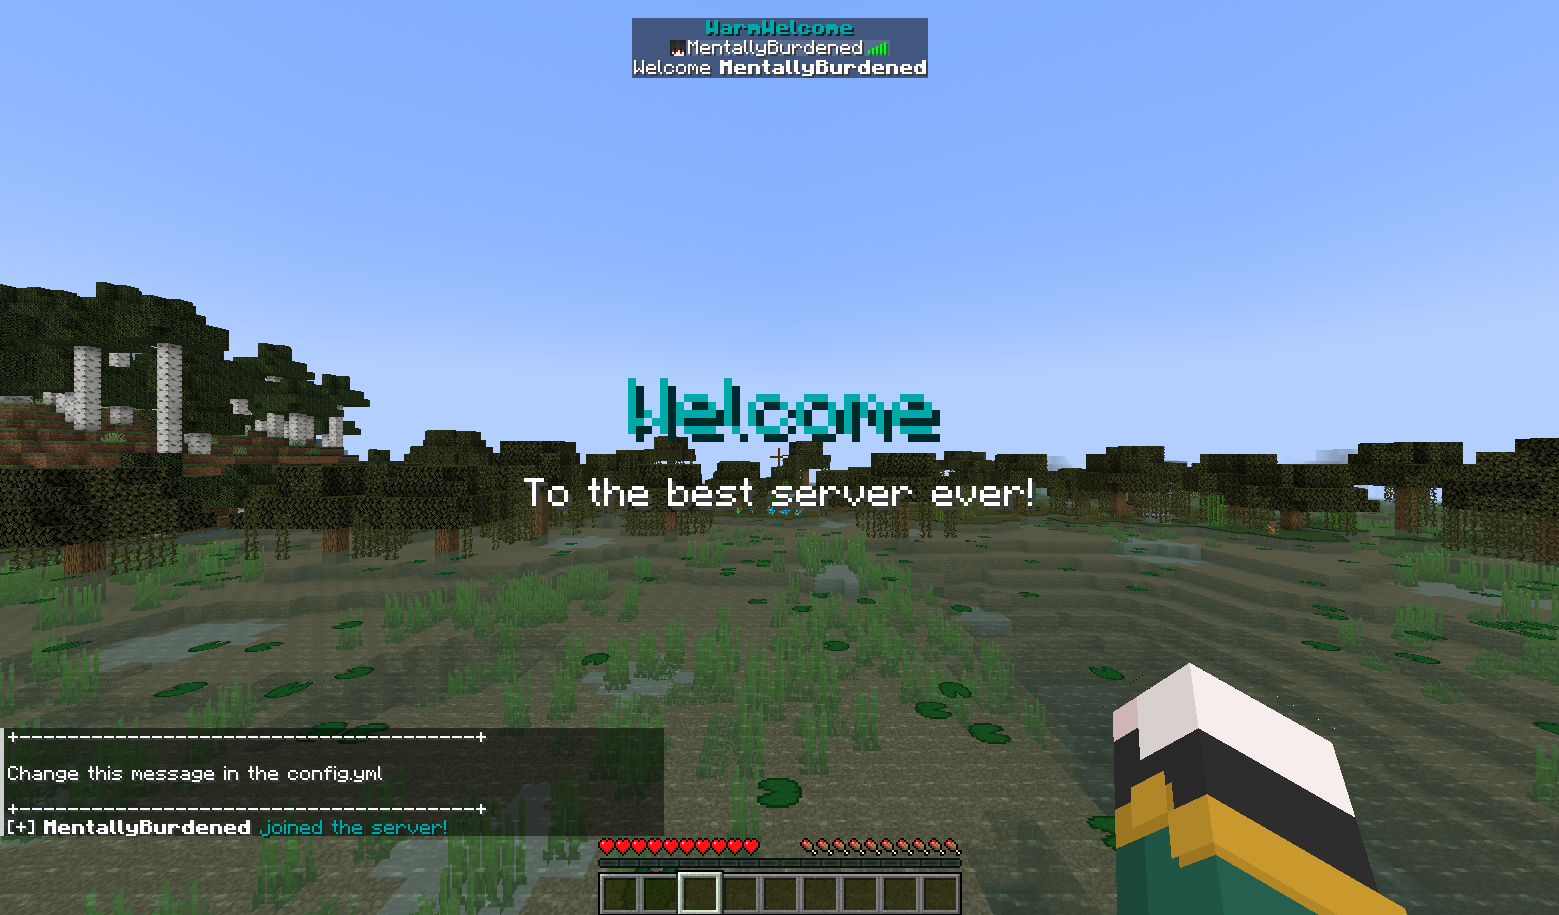 WarmWelcome
MentallyBurdened
Welcome MentallyBurdened
Welcome
To the best server ever!
+---------------------------------------+
Change this message in the config.yml
+---------------------------------------+
[+] MentallyBurdened joined the server!